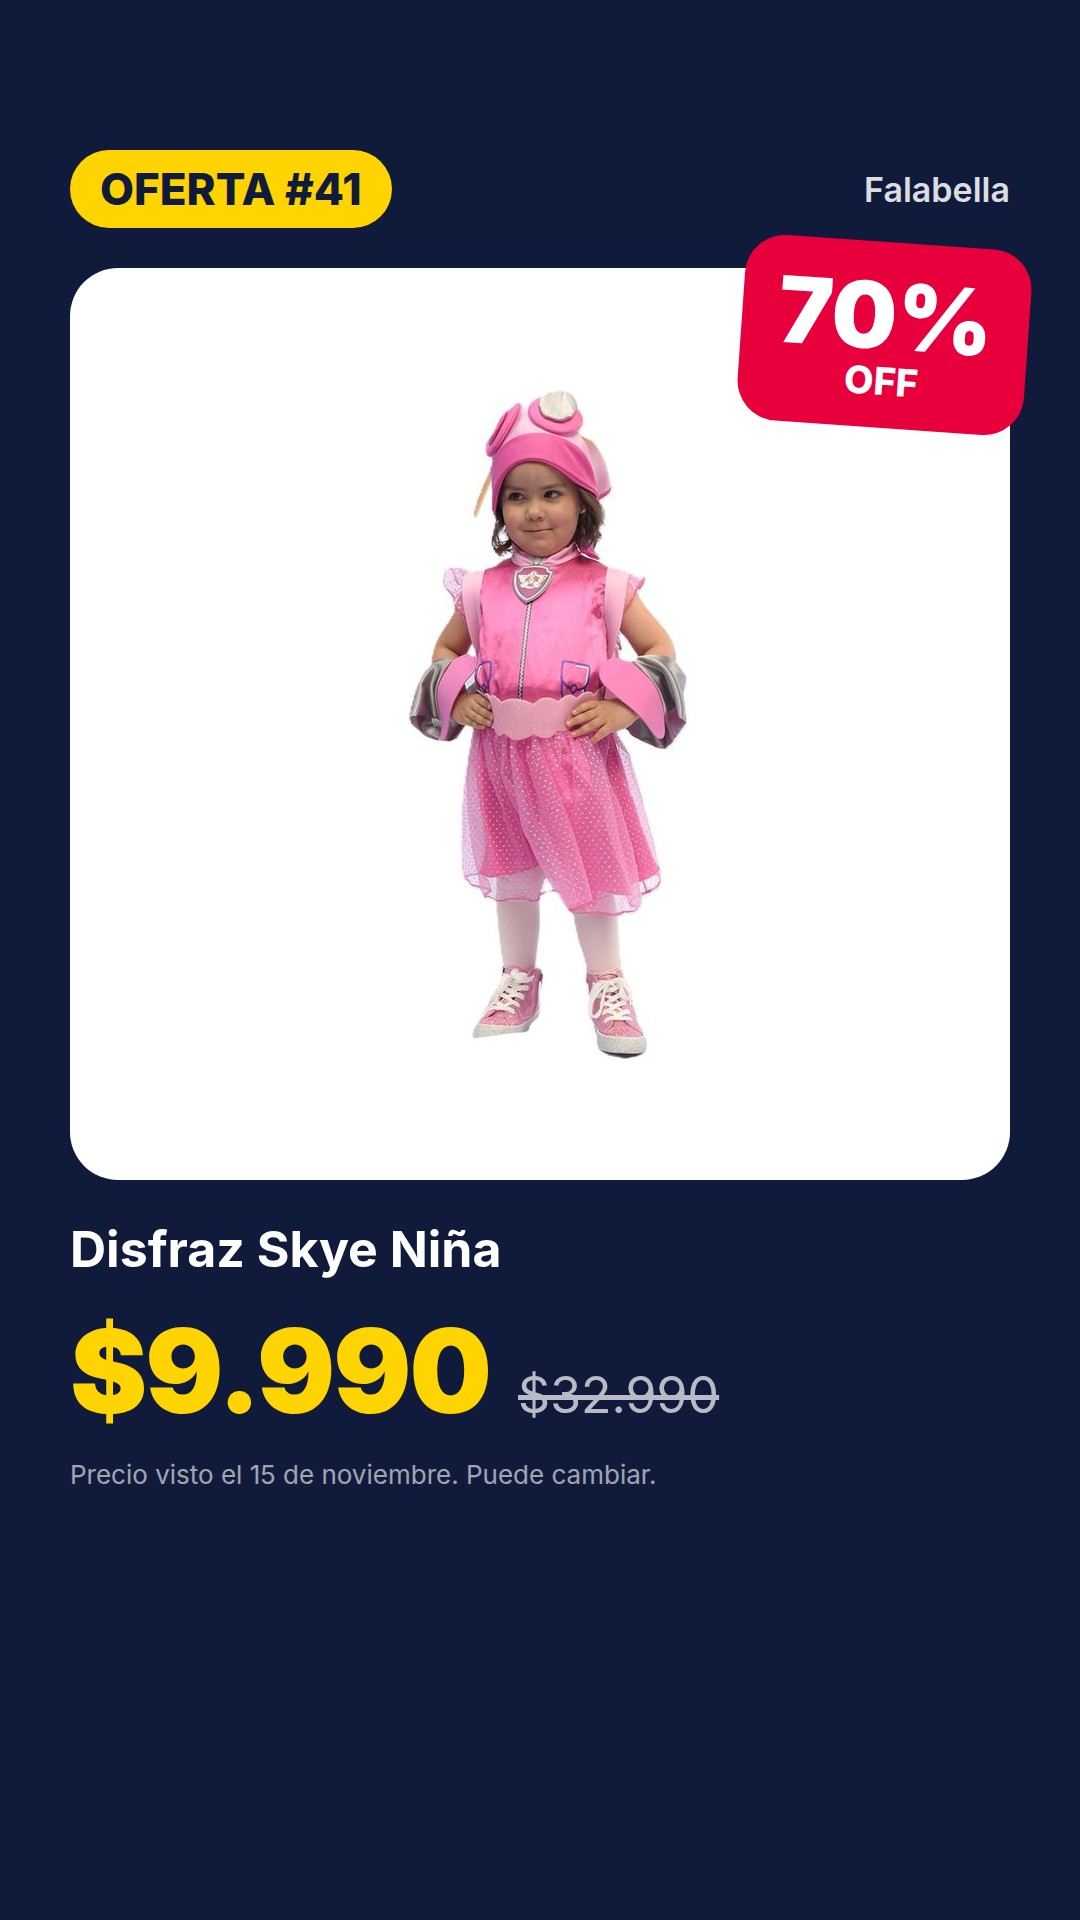 OFERTA #41
Falabella
70%
OFF
Disfraz Skye Niña
$9.990 $32.990
Precio visto el 15 de noviembre. Puede cambiar.